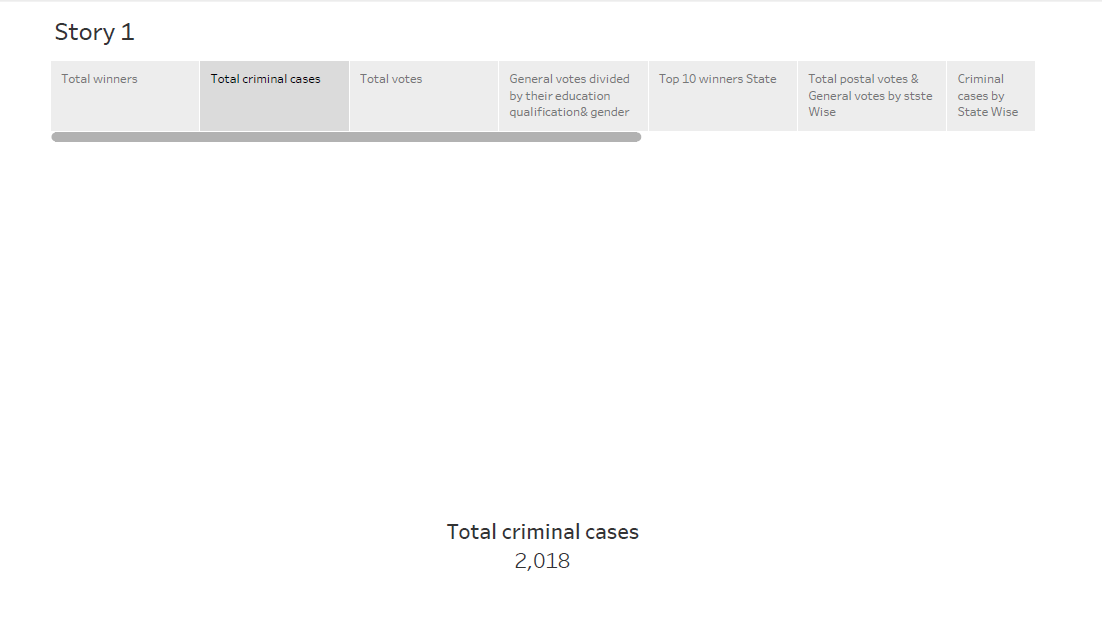 Story 1
Total winners
Total criminal cases
Total votes
General votes divided
by their education
qualification& gender
Top 10 winners State
Total postal votes &
General votes by stste
Wise
Criminal
cases by
State Wise
Total criminal cases
2,018